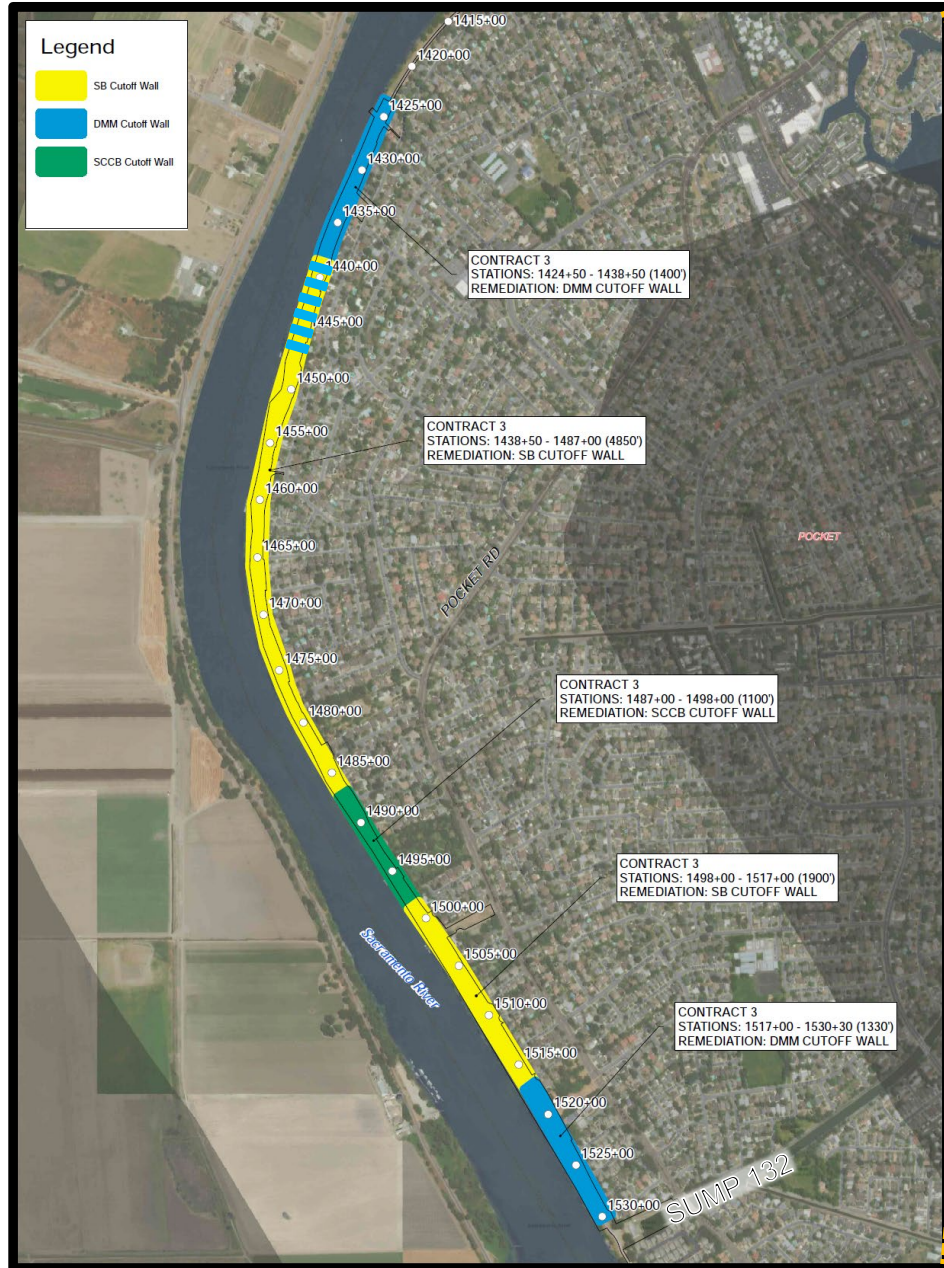 Legend
SB Cutoff Wall
DMM Cutoff Wall
SCCB Cutoff Wall
1415+00
1420+00
1425+00
1430+00
1435+00
1440+00
1445+00
1450+00
1455+00
1460+00
1465+00
1470+00
1475+00
1480+00
1485+00
1490+00
1495+00
1500+00
1505+00
1510+00
1515+00
1520+00
1525+00
1530+00
CONTRACT 3
STATIONS: 1424+50 - 1438+50 (1400')
REMEDIATION: DMM CUTOFF WALL
CONTRACT 3
STATIONS: 1438+50 - 1487+00 (4850')
REMEDIATION: SB CUTOFF WALL
POCKET
POCKET RD
CONTRACT 3
STATIONS: 1487+00 - 1498+00 (1100')
REMEDIATION: SCCB CUTOFF WALL
CONTRACT 3
STATIONS: 1498+00 - 1517+00 (1900')
REMEDIATION: SB CUTOFF WALL
Sacramento River
CONTRACT 3
STATIONS: 1517+00 - 1530+30 (1330')
REMEDIATION: DMM CUTOFF WALL
SUMP 132